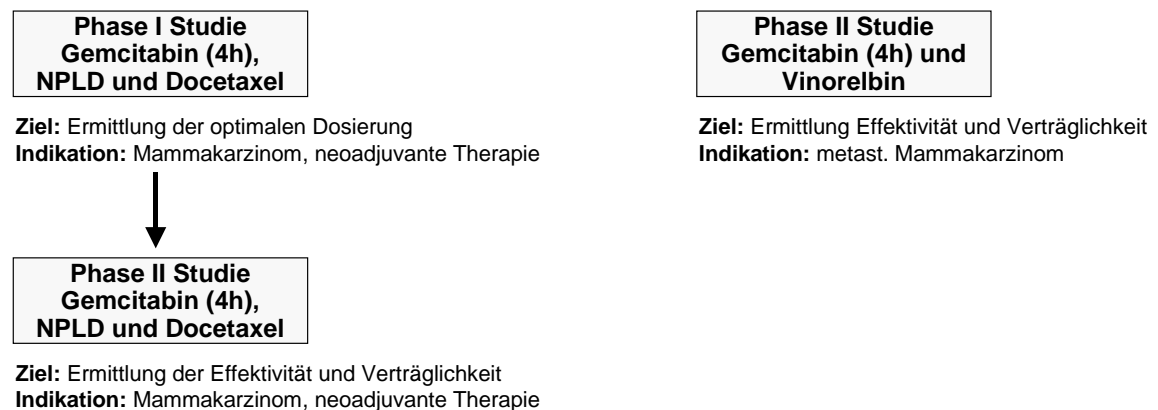 Phase I Studie
Gemcitabin (4h),
NPLD und Docetaxel
Ziel: Ermittlung der optimalen Dosierung
Indikation: Mammakarzinom, neoadjuvante Therapie
Phase II Studie
Gemcitabin (4h),
NPLD und Docetaxel
Ziel: Ermittlung der Effektivität und Verträglichkeit
Indikation: Mammakarzinom, neoadjuvante Therapie
Phase II Studie
Gemcitabin (4h) und
Vinorelbin
Ziel: Ermittlung Effektivität und Verträglichkeit
Indikation: metast. Mammakarzinom